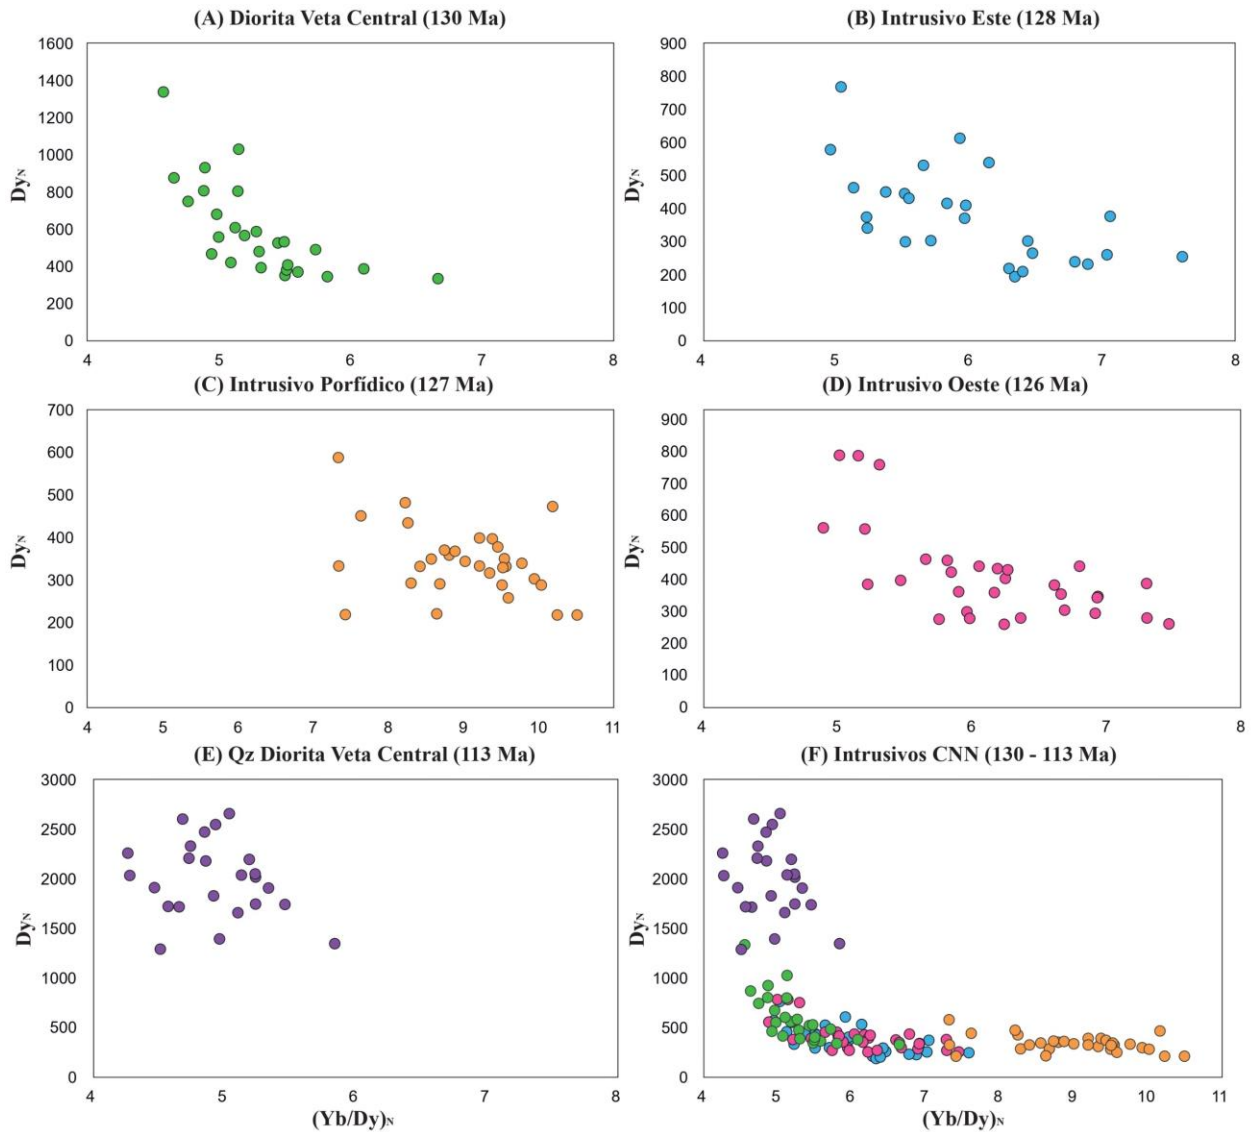 (A) Diorita Veta Central (130 Ma)
1600
1400
1200
1000
800
600
400
200
0
DyN
4 5 6 7 8
(B) Intrusivo Este (128 Ma)
900
800
700
600
500
400
300
200
100
0
DyN
4 5 6 7 8
(C) Intrusivo Porfídico (127 Ma)
700
600
500
400
300
200
100
0
DyN
4 5 6 7 8 9 10 11
(D) Intrusivo Oeste (126 Ma)
900
800
700
600
500
400
300
200
100
0
DyN
4 5 6 7 8
(E) Qz Diorita Veta Central (113 Ma)
3000
2500
2000
1500
1000
500
0
DyN
4 5 6 7 8
(Yb/Dy)N
(F) Intrusivos CNN (130 - 113 Ma)
3000
2500
2000
1500
1000
500
0
DyN
4 5 6 7 8 9 10 11
(Yb/Dy)N